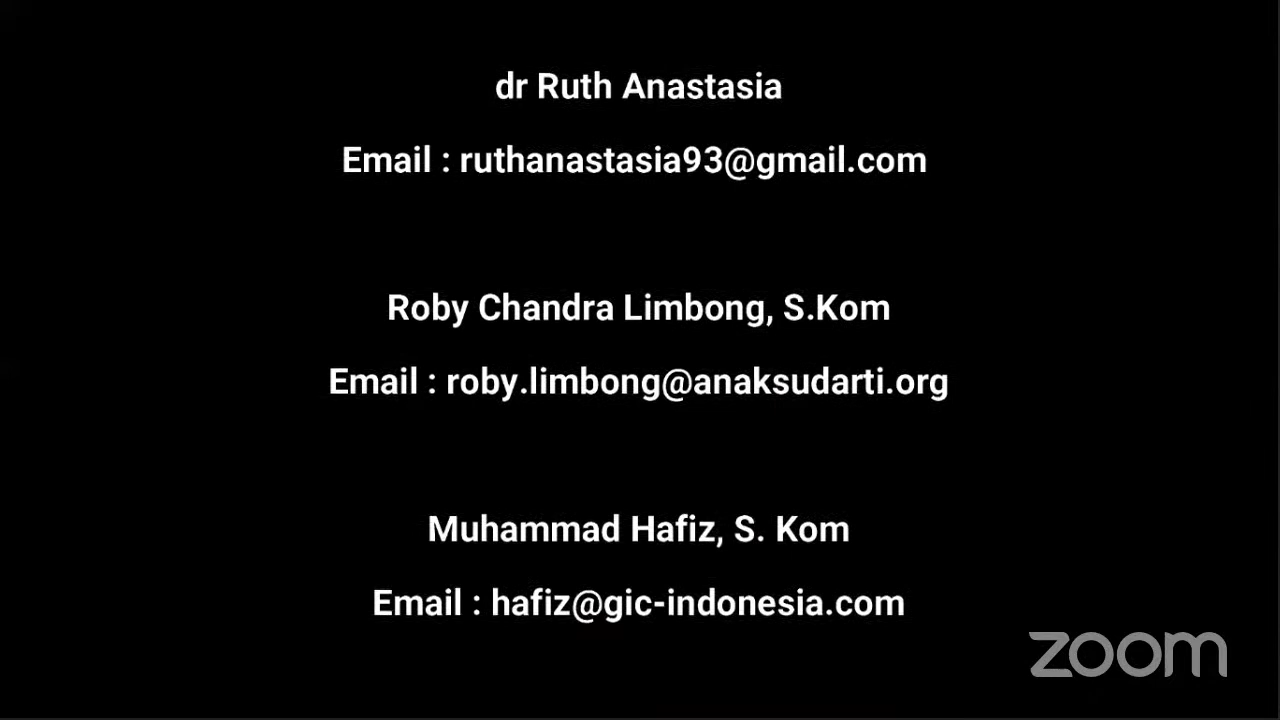 dr Ruth Anastasia
Email : ruthanastasia93@gmail.com
Roby Chandra Limbong, S.Kom
Email : roby.limbong@anaksudarti.org
Muhammad Hafiz, S. Kom
Email : hafiz@gic-indonesia.com
zoom